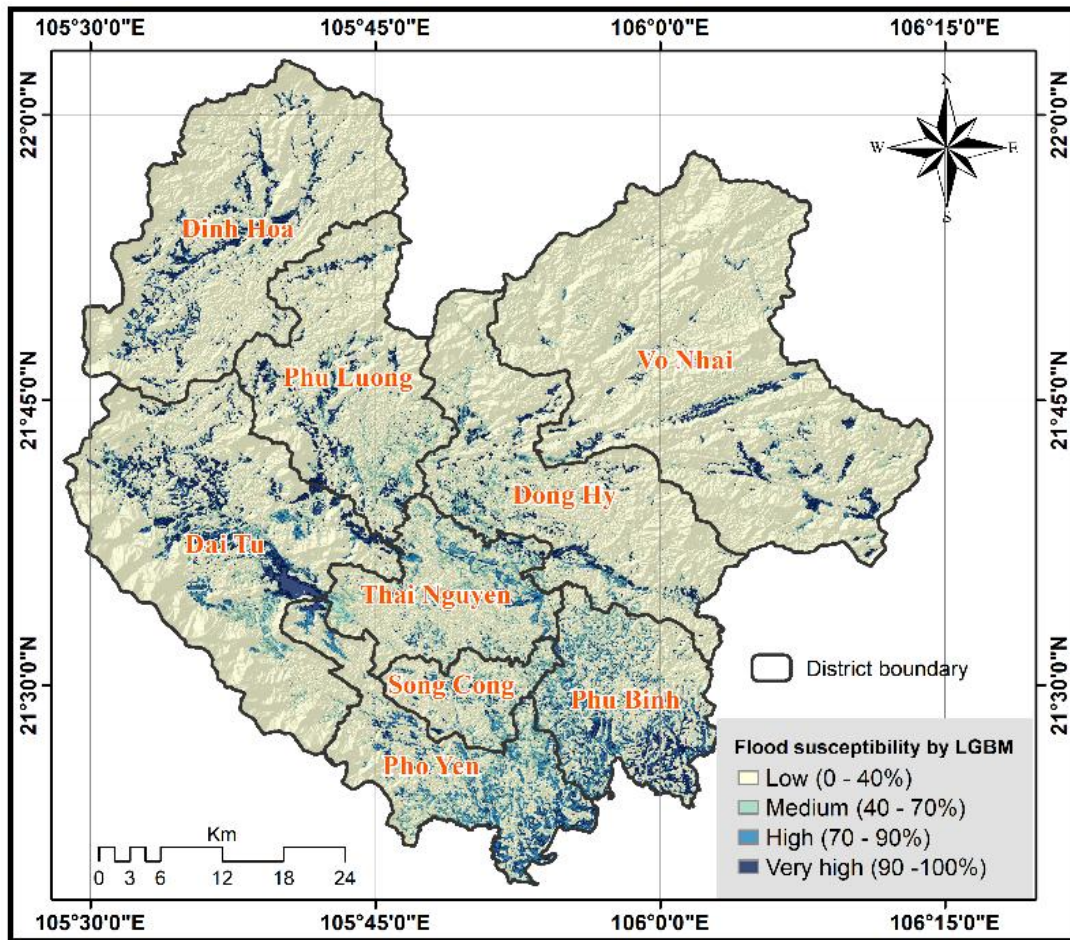 105°30'0"E 105°45'0"E 106°0'0"E 106°15'0"E
22°0'0"N
22°0'0"N
N
W
E
S
Dinh Hoa
Vo Nhai
Phu Luong
21°45'0"N
21°45'0"N
Dong Hy
Dai Tu
Thai Nguyen
District boundary
Song Cong
Phu Binh
21°30'0"N
21°30'0"N
Pho Yen
Flood susceptibility by LGBM
Low (0 - 40%)
Medium (40 - 70%)
High (70 - 90%)
Very high (90 -100%)
Km
0 3 6 12 18 24
105°30'0"E 105°45'0"E 106°0'0"E 106°15'0"E